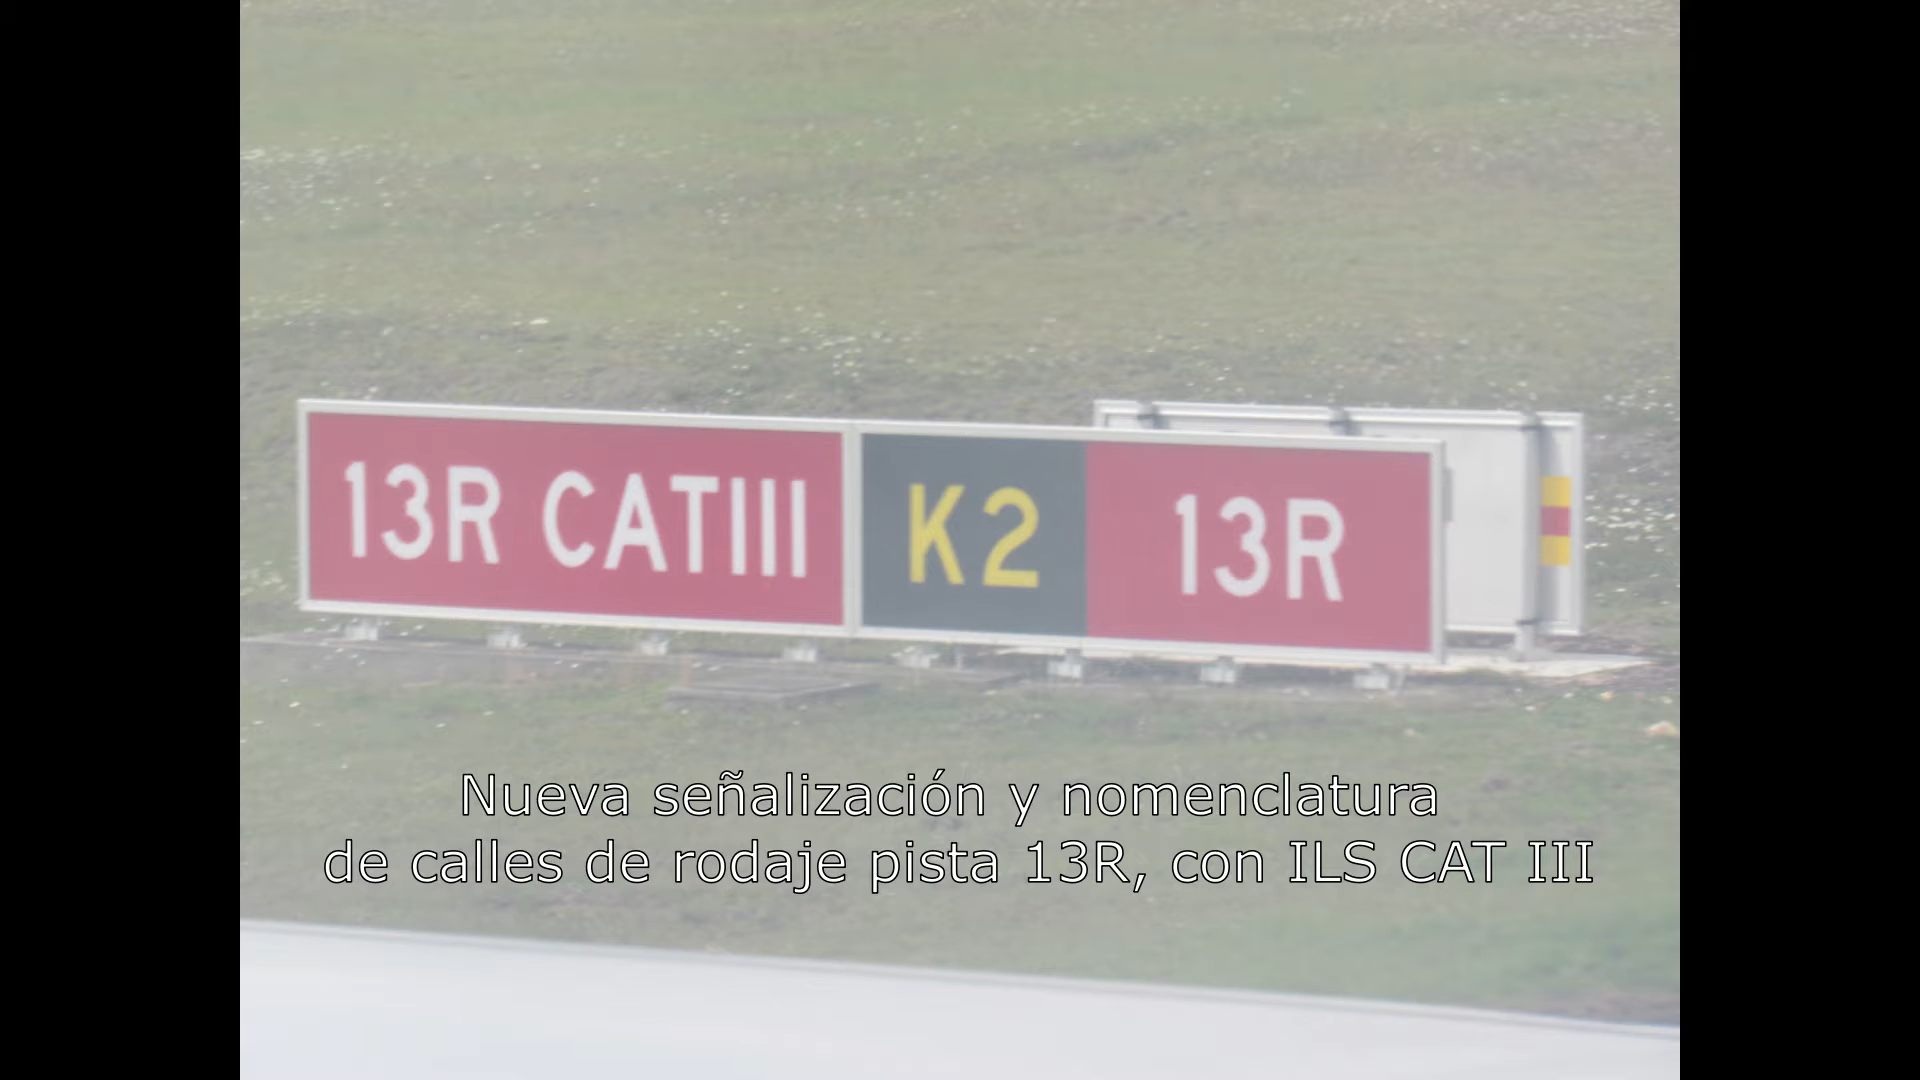 13R CATIII K2 13R
Nueva señalización y nomenclatura
de calles de rodaje pista 13R, con ILS CAT III